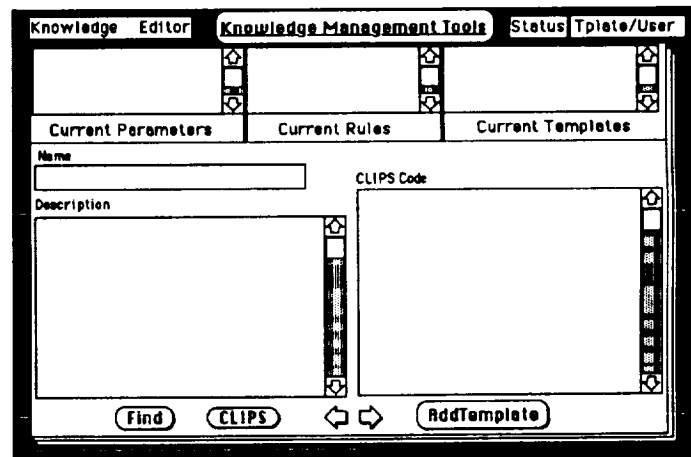 Knowledge Editor Knowledge Management Tools Status Tplate/User
Current Parameters Current Rules Current Templates
Name
CLIPS Code
Description
Find CLIPS AddTemplate